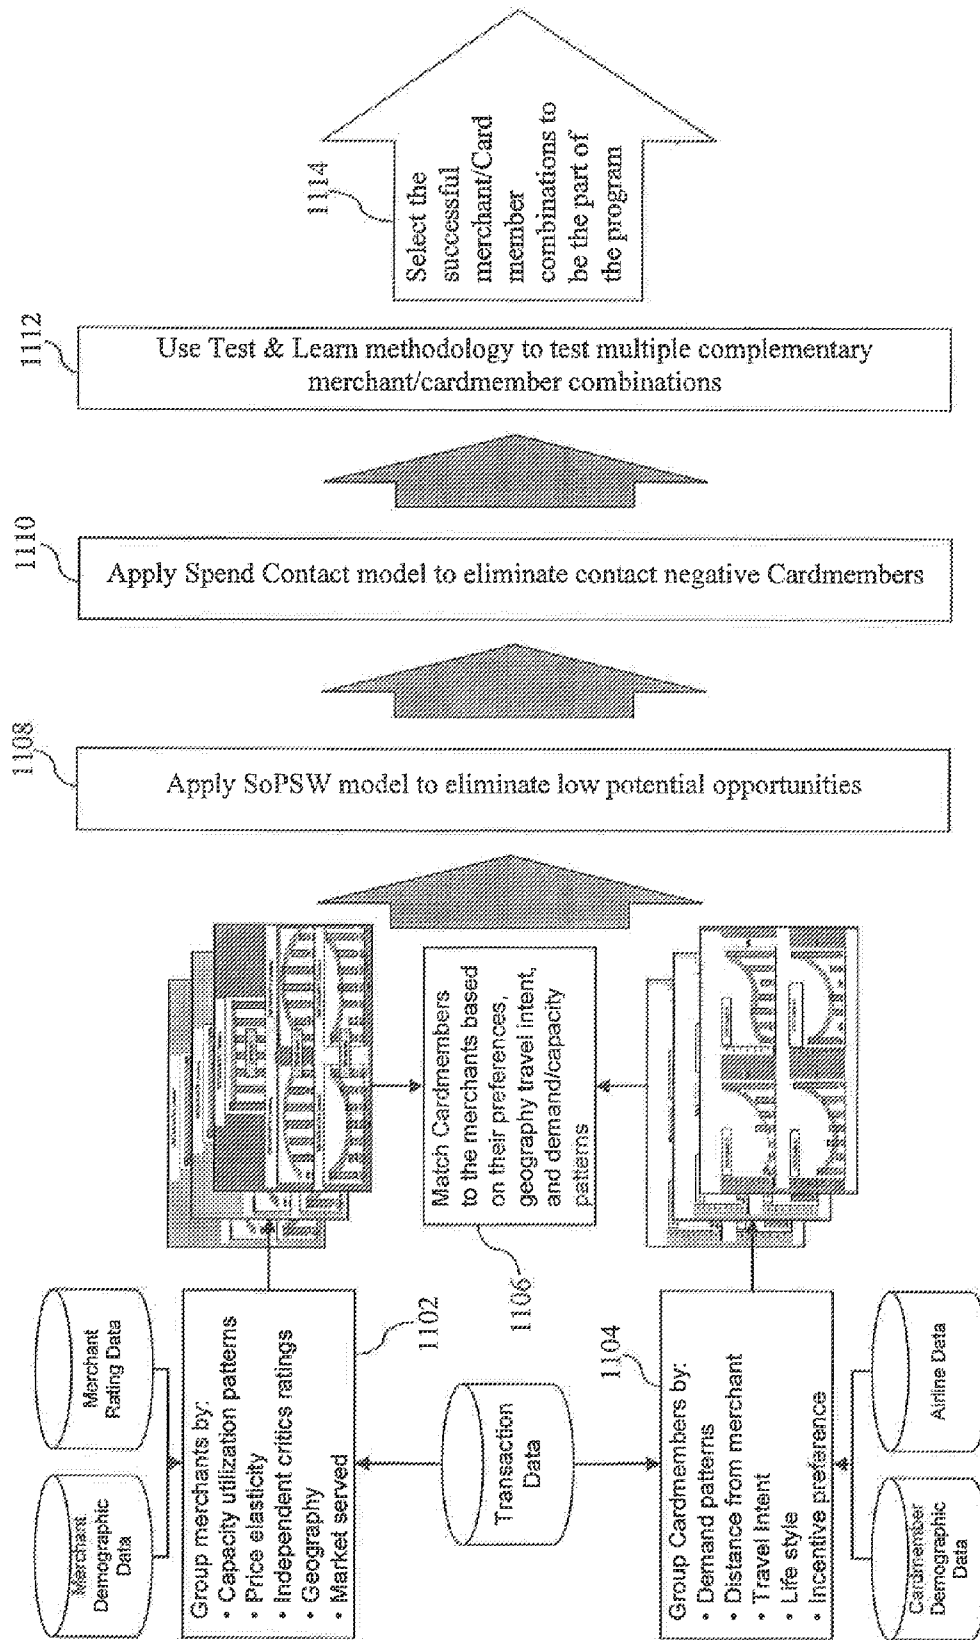 Merchant
Demographic
Data
Merchant
Rating Data
Group merchants by:
• Capacity utilization patterns
• Price elasticity
• Independent critics ratings
• Geography
• Market served
1102
Transaction
Data
1104
Group Cardmembers by:
• Demand patterns
• Distance from merchant
• Travel Intent
• Life style
• Incentive preference
Cardmember
Demographic
Data
Airline Data
1106
Match Cardmembers
to the merchants based
on their preferences,
geography travel intent,
and demand/capacity
patterns
1108
Apply SoPSW model to eliminate low potential opportunities
1110
Apply Spend Contact model to eliminate contact negative Cardmembers
1112
Use Test & Learn methodology to test multiple complementary
merchant/cardmember combinations
1114
Select the
successful
merchant/Card
member
combinations to
be the part of
the program